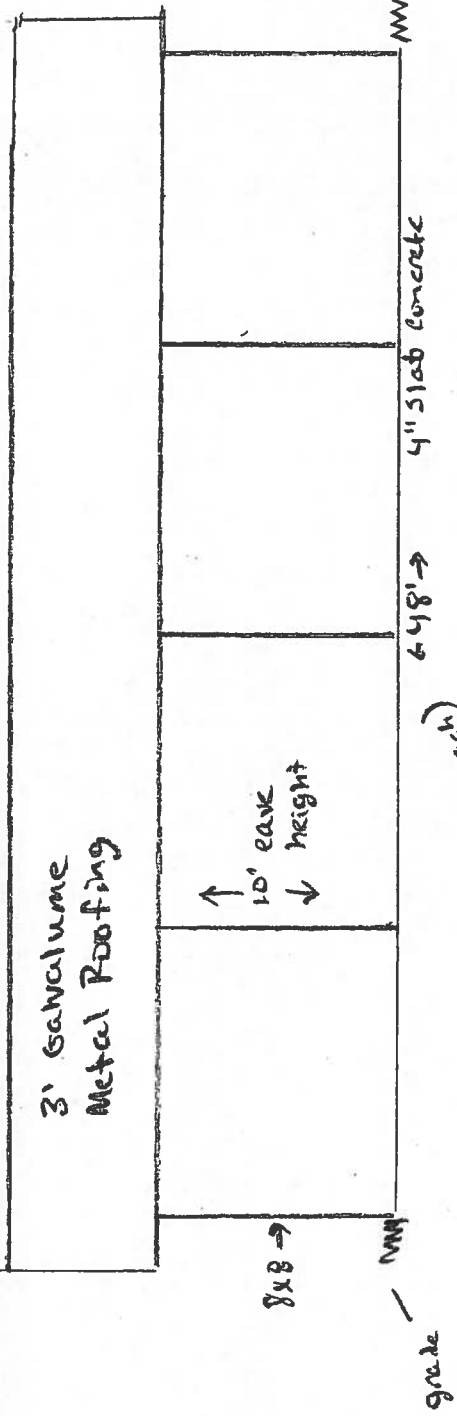 3' Galvalume
Metal Roofing
↑
10' eave
↓ height
8x8 →
grade
← 48' →
4" Slab Concrete